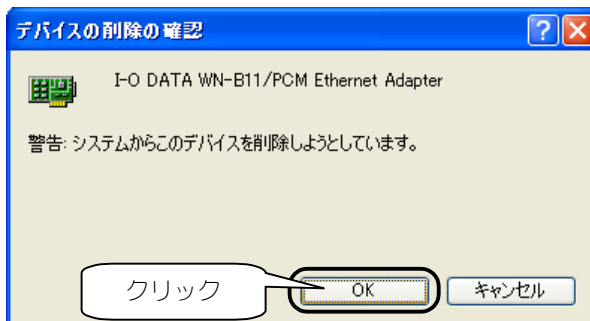 デバイスの削除の確認
I-O DATA WN-B11/PCM Ethernet Adapter
警告: システムからこのデバイスを削除しようとしています。
クリック
OK
キャンセル